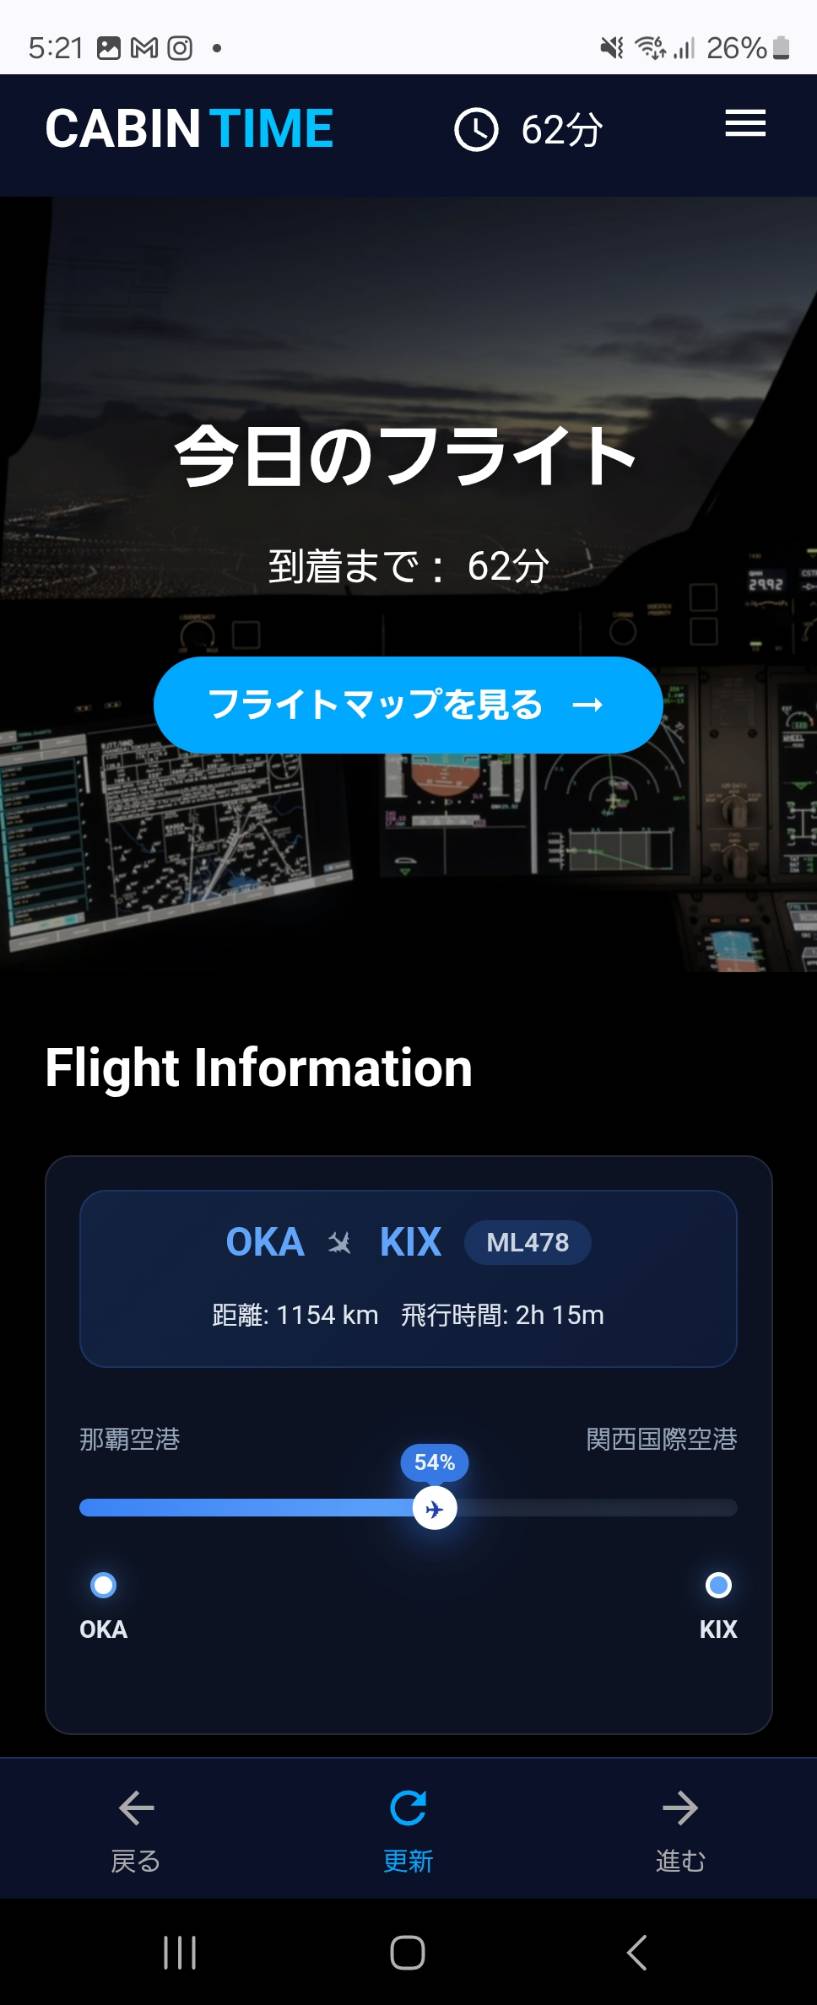 5:21 26%
CABIN TIME 62分
今日のフライト
到着まで： 62分
29.92
フライトマップを見る →
Flight Information
OKA KIX ML478
距離: 1154 km 飛行時間: 2h 15m
那覇空港 関西国際空港
54%
OKA KIX
戻る 更新 進む